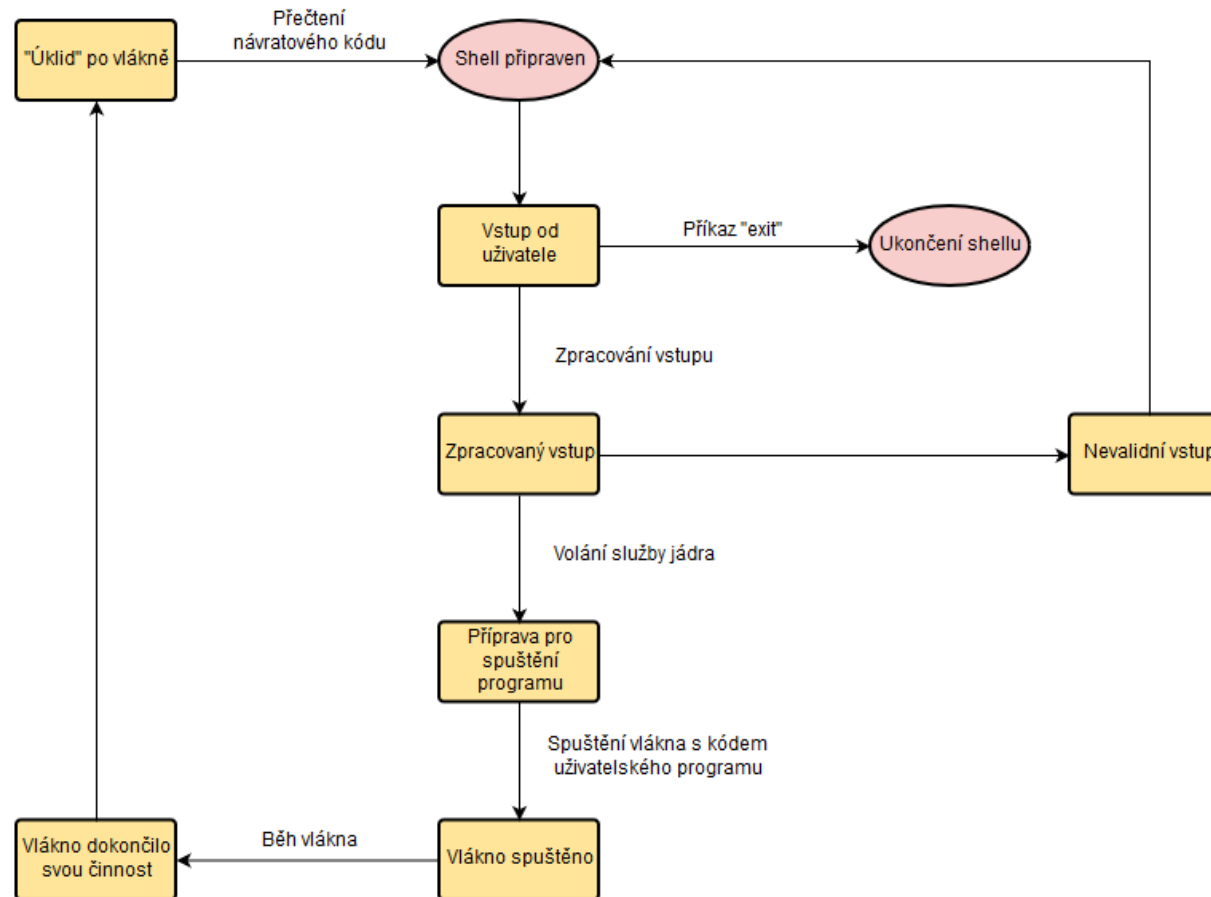 Přečtení
návratového kódu
"Úklid" po vlákně
Shell připraven
Vstup od
uživatele
Příkaz "exit"
Ukončení shellu
Zpracování vstupu
Zpracovaný vstup
Nevalidní vstup
Volání služby jádra
Příprava pro
spuštění
programu
Spuštění vlákna s kódem
uživatelského programu
Vlákno dokončilo
svou činnost
Běh vlákna
Vlákno spuštěno